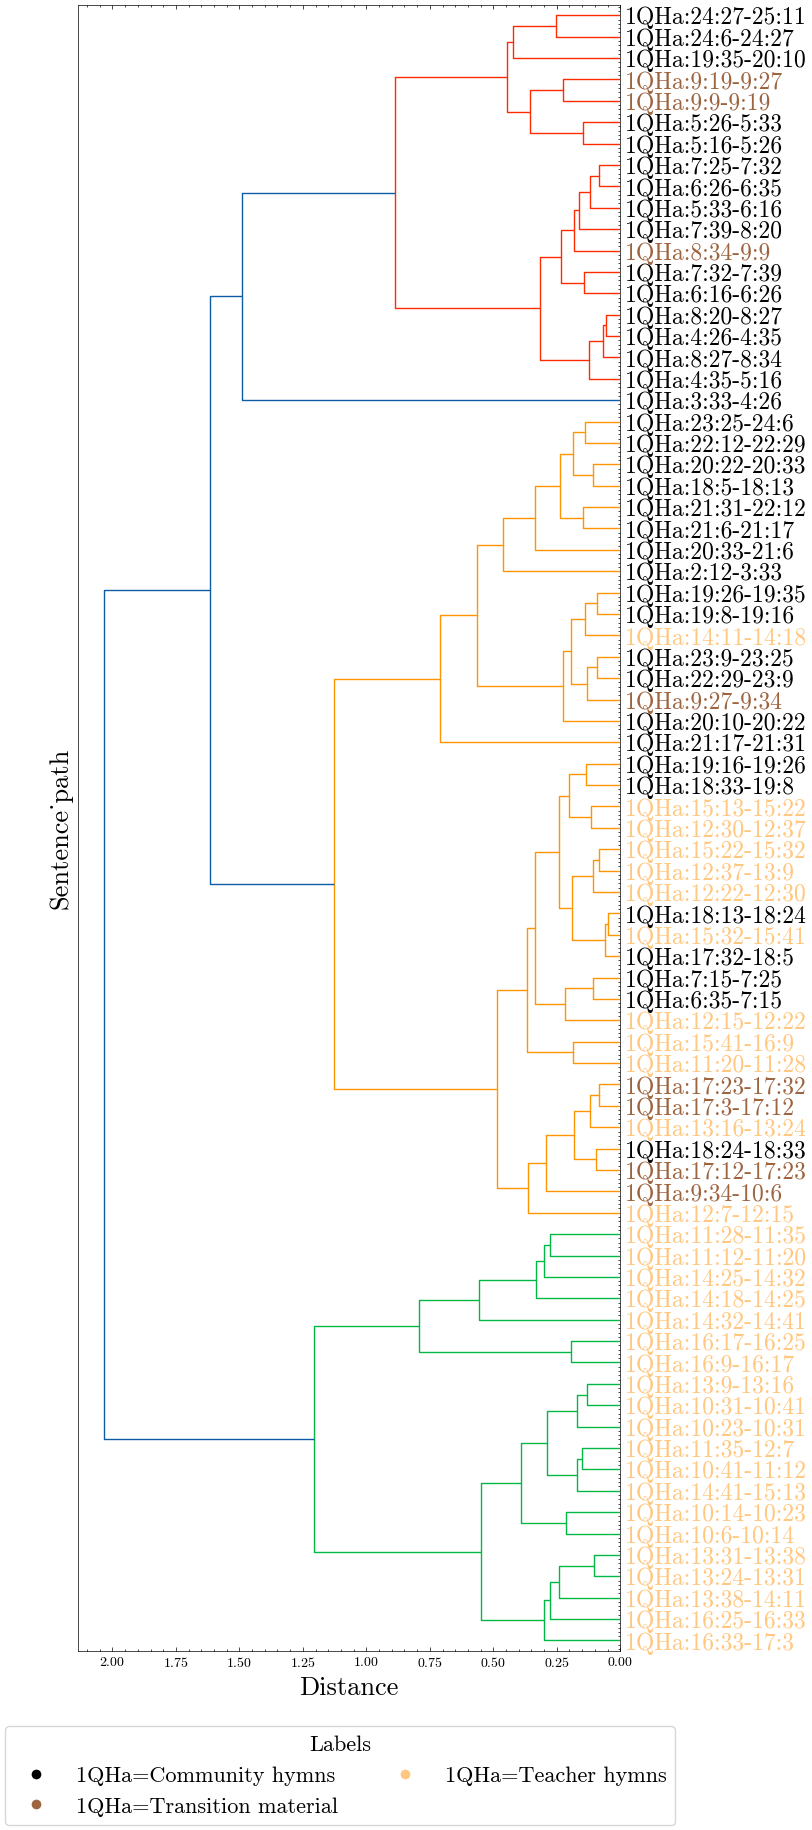 1QHa:24:27-25:11
1QHa:24:6-24:27
1QHa:19:35-20:10
1QHa:9:19-9:27
1QHa:9:9-9:19
1QHa:5:26-5:33
1QHa:5:16-5:26
1QHa:7:25-7:32
1QHa:6:26-6:35
1QHa:5:33-6:16
1QHa:7:39-8:20
1QHa:8:34-9:9
1QHa:7:32-7:39
1QHa:6:16-6:26
1QHa:8:20-8:27
1QHa:4:26-4:35
1QHa:8:27-8:34
1QHa:4:35-5:16
1QHa:3:33-4:26
1QHa:23:25-24:6
1QHa:22:12-22:29
1QHa:20:22-20:33
1QHa:18:5-18:13
1QHa:21:31-22:12
1QHa:21:6-21:17
1QHa:20:33-21:6
1QHa:2:12-3:33
1QHa:19:26-19:35
1QHa:19:8-19:16
1QHa:14:11-14:18
1QHa:23:9-23:25
1QHa:22:29-23:9
1QHa:9:27-9:34
1QHa:20:10-20:22
1QHa:21:17-21:31
1QHa:19:16-19:26
1QHa:18:33-19:8
1QHa:15:13-15:22
1QHa:12:30-12:37
1QHa:15:22-15:32
1QHa:12:37-13:9
1QHa:12:22-12:30
1QHa:18:13-18:24
1QHa:15:32-15:41
1QHa:17:32-18:5
1QHa:7:15-7:25
1QHa:6:35-7:15
1QHa:12:15-12:22
1QHa:15:41-16:9
1QHa:11:20-11:28
1QHa:17:23-17:32
1QHa:17:3-17:12
1QHa:13:16-13:24
1QHa:18:24-18:33
1QHa:17:12-17:23
1QHa:9:34-10:6
1QHa:12:7-12:15
1QHa:11:28-11:35
1QHa:11:12-11:20
1QHa:14:25-14:32
1QHa:14:18-14:25
1QHa:14:32-14:41
1QHa:16:17-16:25
1QHa:16:9-16:17
1QHa:13:9-13:16
1QHa:10:31-10:41
1QHa:10:23-10:31
1QHa:11:35-12:7
1QHa:10:41-11:12
1QHa:14:41-15:13
1QHa:10:14-10:23
1QHa:10:6-10:14
1QHa:13:31-13:38
1QHa:13:24-13:31
1QHa:13:38-14:11
1QHa:16:25-16:33
1QHa:16:33-17:3
Sentence˙path
2.00 1.75 1.50 1.25 1.00 0.75 0.50 0.25 0.00
Distance
Labels
1QHa=Community hymns
1QHa=Transition material
1QHa=Teacher hymns